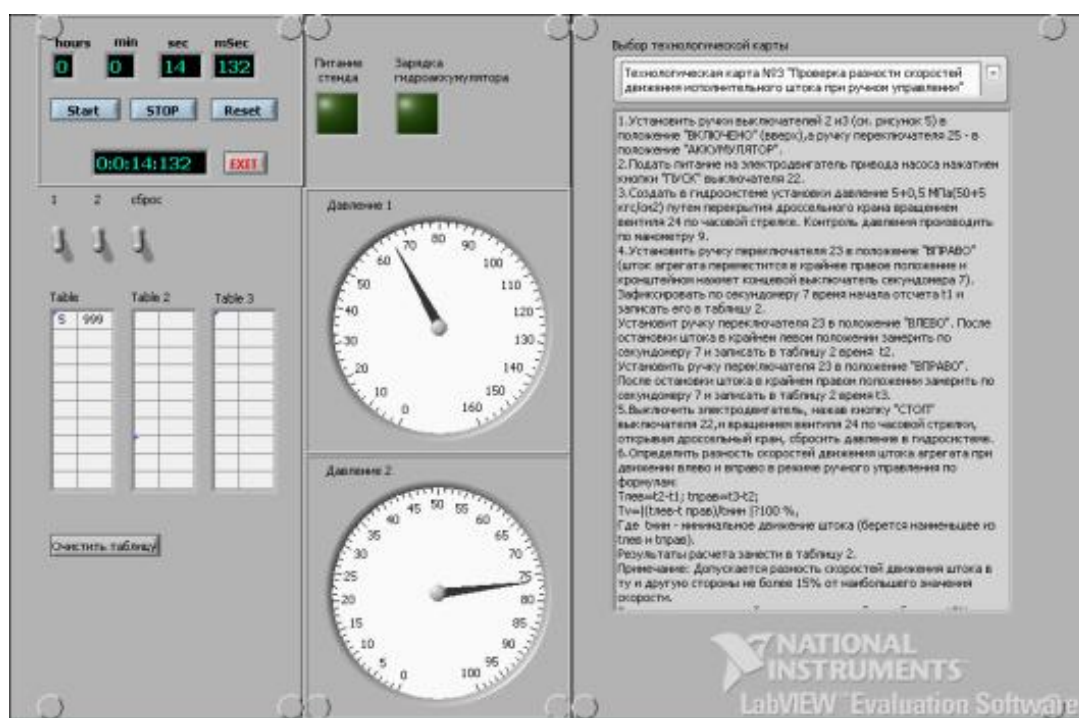 hours min sec mSec
0 0 14 132
Start STOP Reset
0:0:14:132 EXIT
1 2 сброс
Table Table 2 Table 3
5 999
Очистить таблицу
Питание стенда
Зарядка гидроаккумулятора
Давление 1
0 10 20 30 40 50 60 70 80 90 100 110 120 130 140 150 160
Давление 2
0 5 10 15 20 25 30 35 40 45 50 55 60 65 70 75 80 85 90 95 100
Выбор технологической карты
Технологическая карта №3 "Проверка разности скоростей
движения исполнительного штока при ручном управлении"
1.Установить ручки выключателей 2 и3 (см. рисунок 5) в
положение "ВКЛЮЧЕНО" (вверх),а ручку переключателя 25 - в
положение "АККУМУЛЯТОР".
2.Подать питание на электродвигатель привода насоса нажатием
кнопки "ПУСК" выключателя 22.
3.Создать в гидросистеме установки давление 5+0,5 МПа(50+5
кгс/см2) путем перекрытия дроссельного крана вращением
вентиля 24 по часовой стрелке. Контроль давления производить
по манометру 9.
4.Установить ручку переключателя 23 в положение "ВПРАВО"
(шток агрегата переместится в крайнее правое положение и
кронштейном нажмет концевой выключатель секундомера 7).
Зафиксировать по секундомеру 7 время начала отсчета t1 и
записать его в таблицу 2.
Установит ручку переключателя 23 в положение "ВЛЕВО". После
остановки штока в крайнем левом положении замерить по
секундомеру 7 и записать в таблицу 2 время t2.
Установить ручку переключателя 23 в положение "ВПРАВО".
После остановки штока в крайнем правом положении замерить по
секундомеру 7 и записать в таблицу 2 время t3.
5.Выключить электродвигатель, нажав кнопку "СТОП"
выключателя 22,и вращением вентиля 24 по часовой стрелки,
открывая дроссельный кран, сбросить давление в гидросистеме.
6.Определить разность скоростей движения штока агрегата при
движении влево и вправо в режиме ручного управления по
формулам:
Tлев=t2-t1; tправ=t3-t2;
Tv=|(tлев-t прав)/tмин |?100 %,
Где tмин - минимальное движение штока (берется наименьшее из
tлев и tправ).
Результаты расчета занести в таблицу 2.
Примечание: Допускается разность скоростей движения штока в
ту и другую стороны не более 15% от наибольшего значения
скорости.
NATIONAL
INSTRUMENTS
LabVIEW Evaluation Software